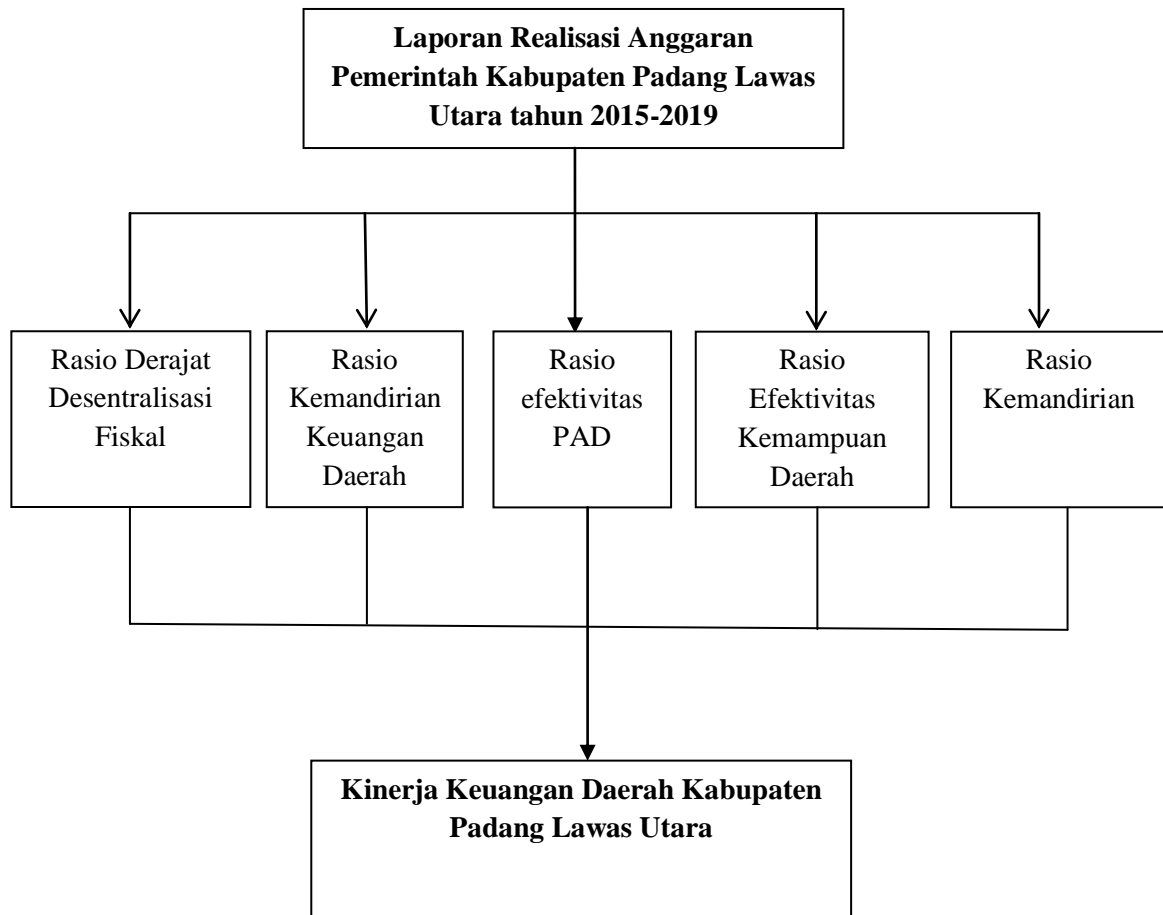 Laporan Realisasi Anggaran
Pemerintah Kabupaten Padang Lawas
Utara tahun 2015-2019
Rasio Derajat
Desentralisasi
Fiskal
Rasio
Kemandirian
Keuangan
Daerah
Rasio
efektivitas
PAD
Rasio
Efektivitas
Kemampuan
Daerah
Rasio
Kemandirian
Kinerja Keuangan Daerah Kabupaten
Padang Lawas Utara